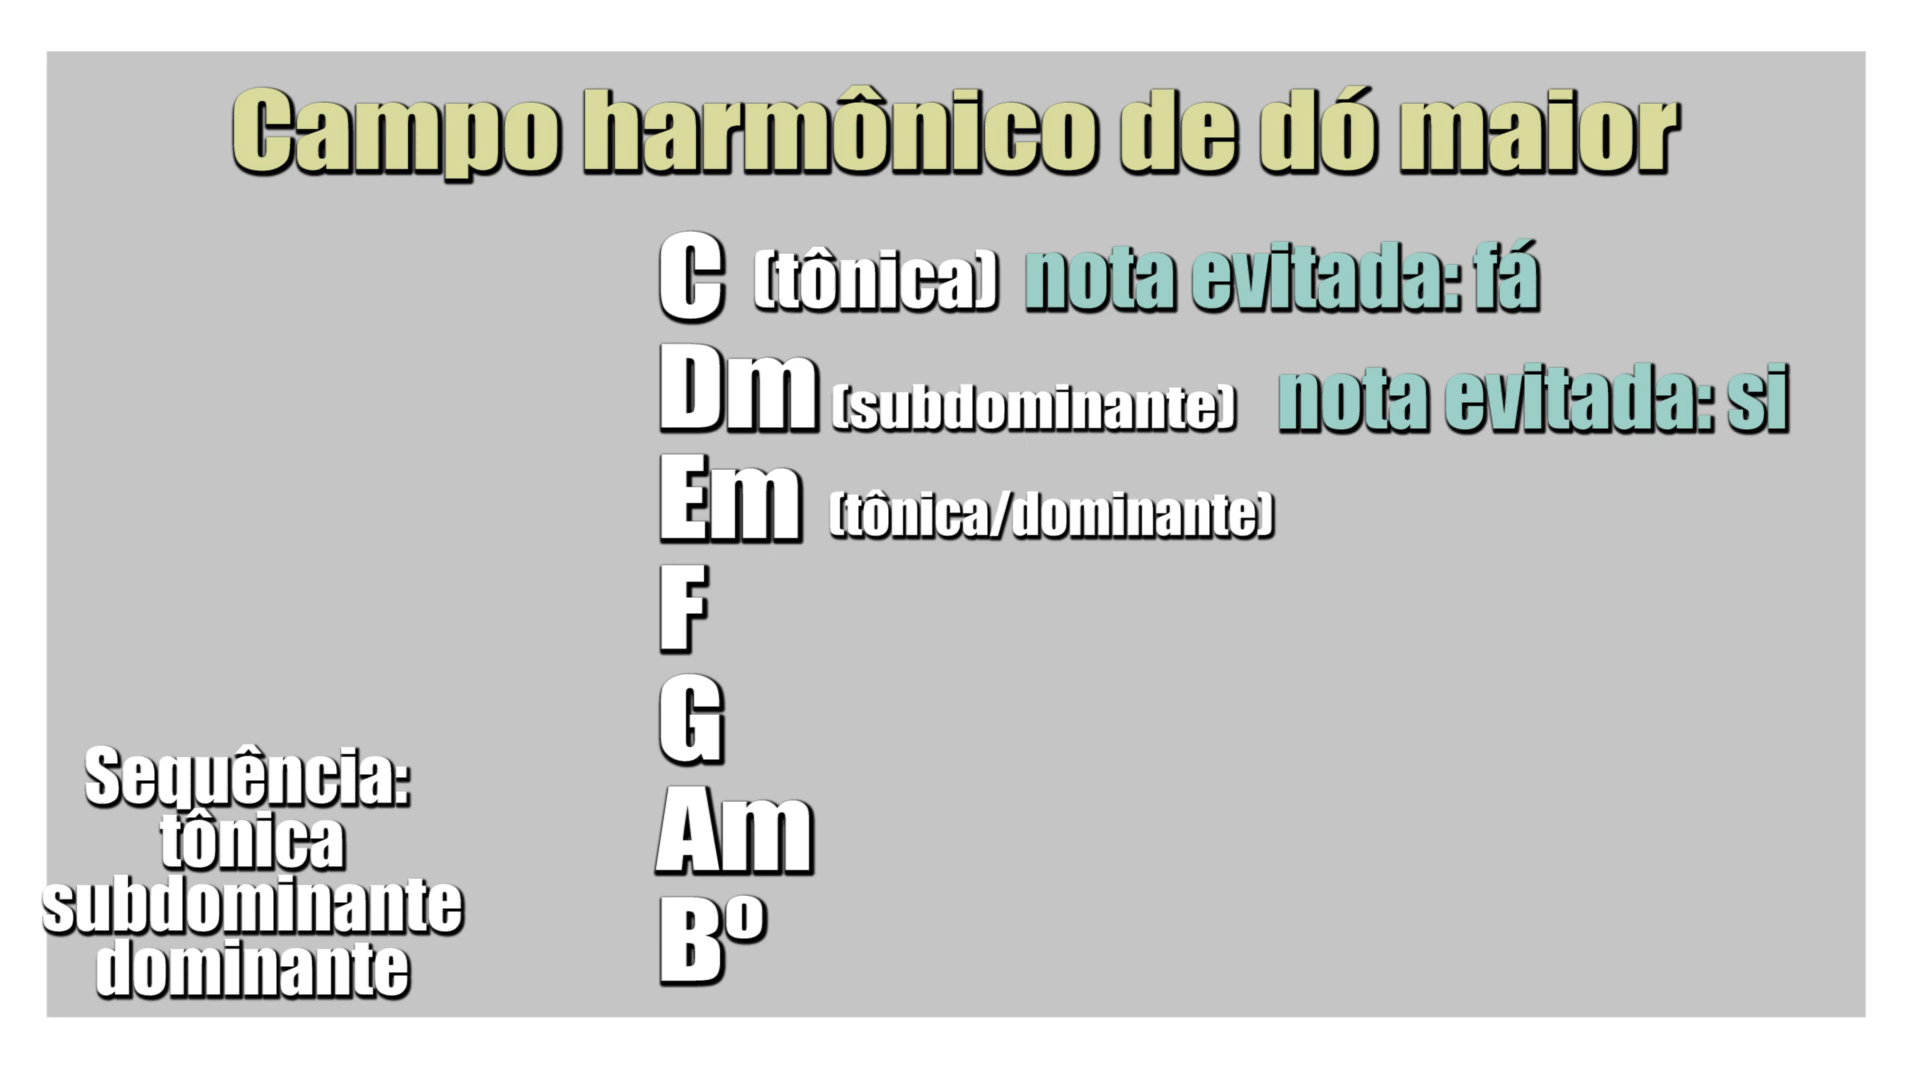 Campo harmônico de dó maior
C (tônica) nota evitada: fá
Dm (subdominante) nota evitada: si
Em (tônica/dominante)
F
G
Am
Bº
Sequência:
tônica
subdominante
dominante